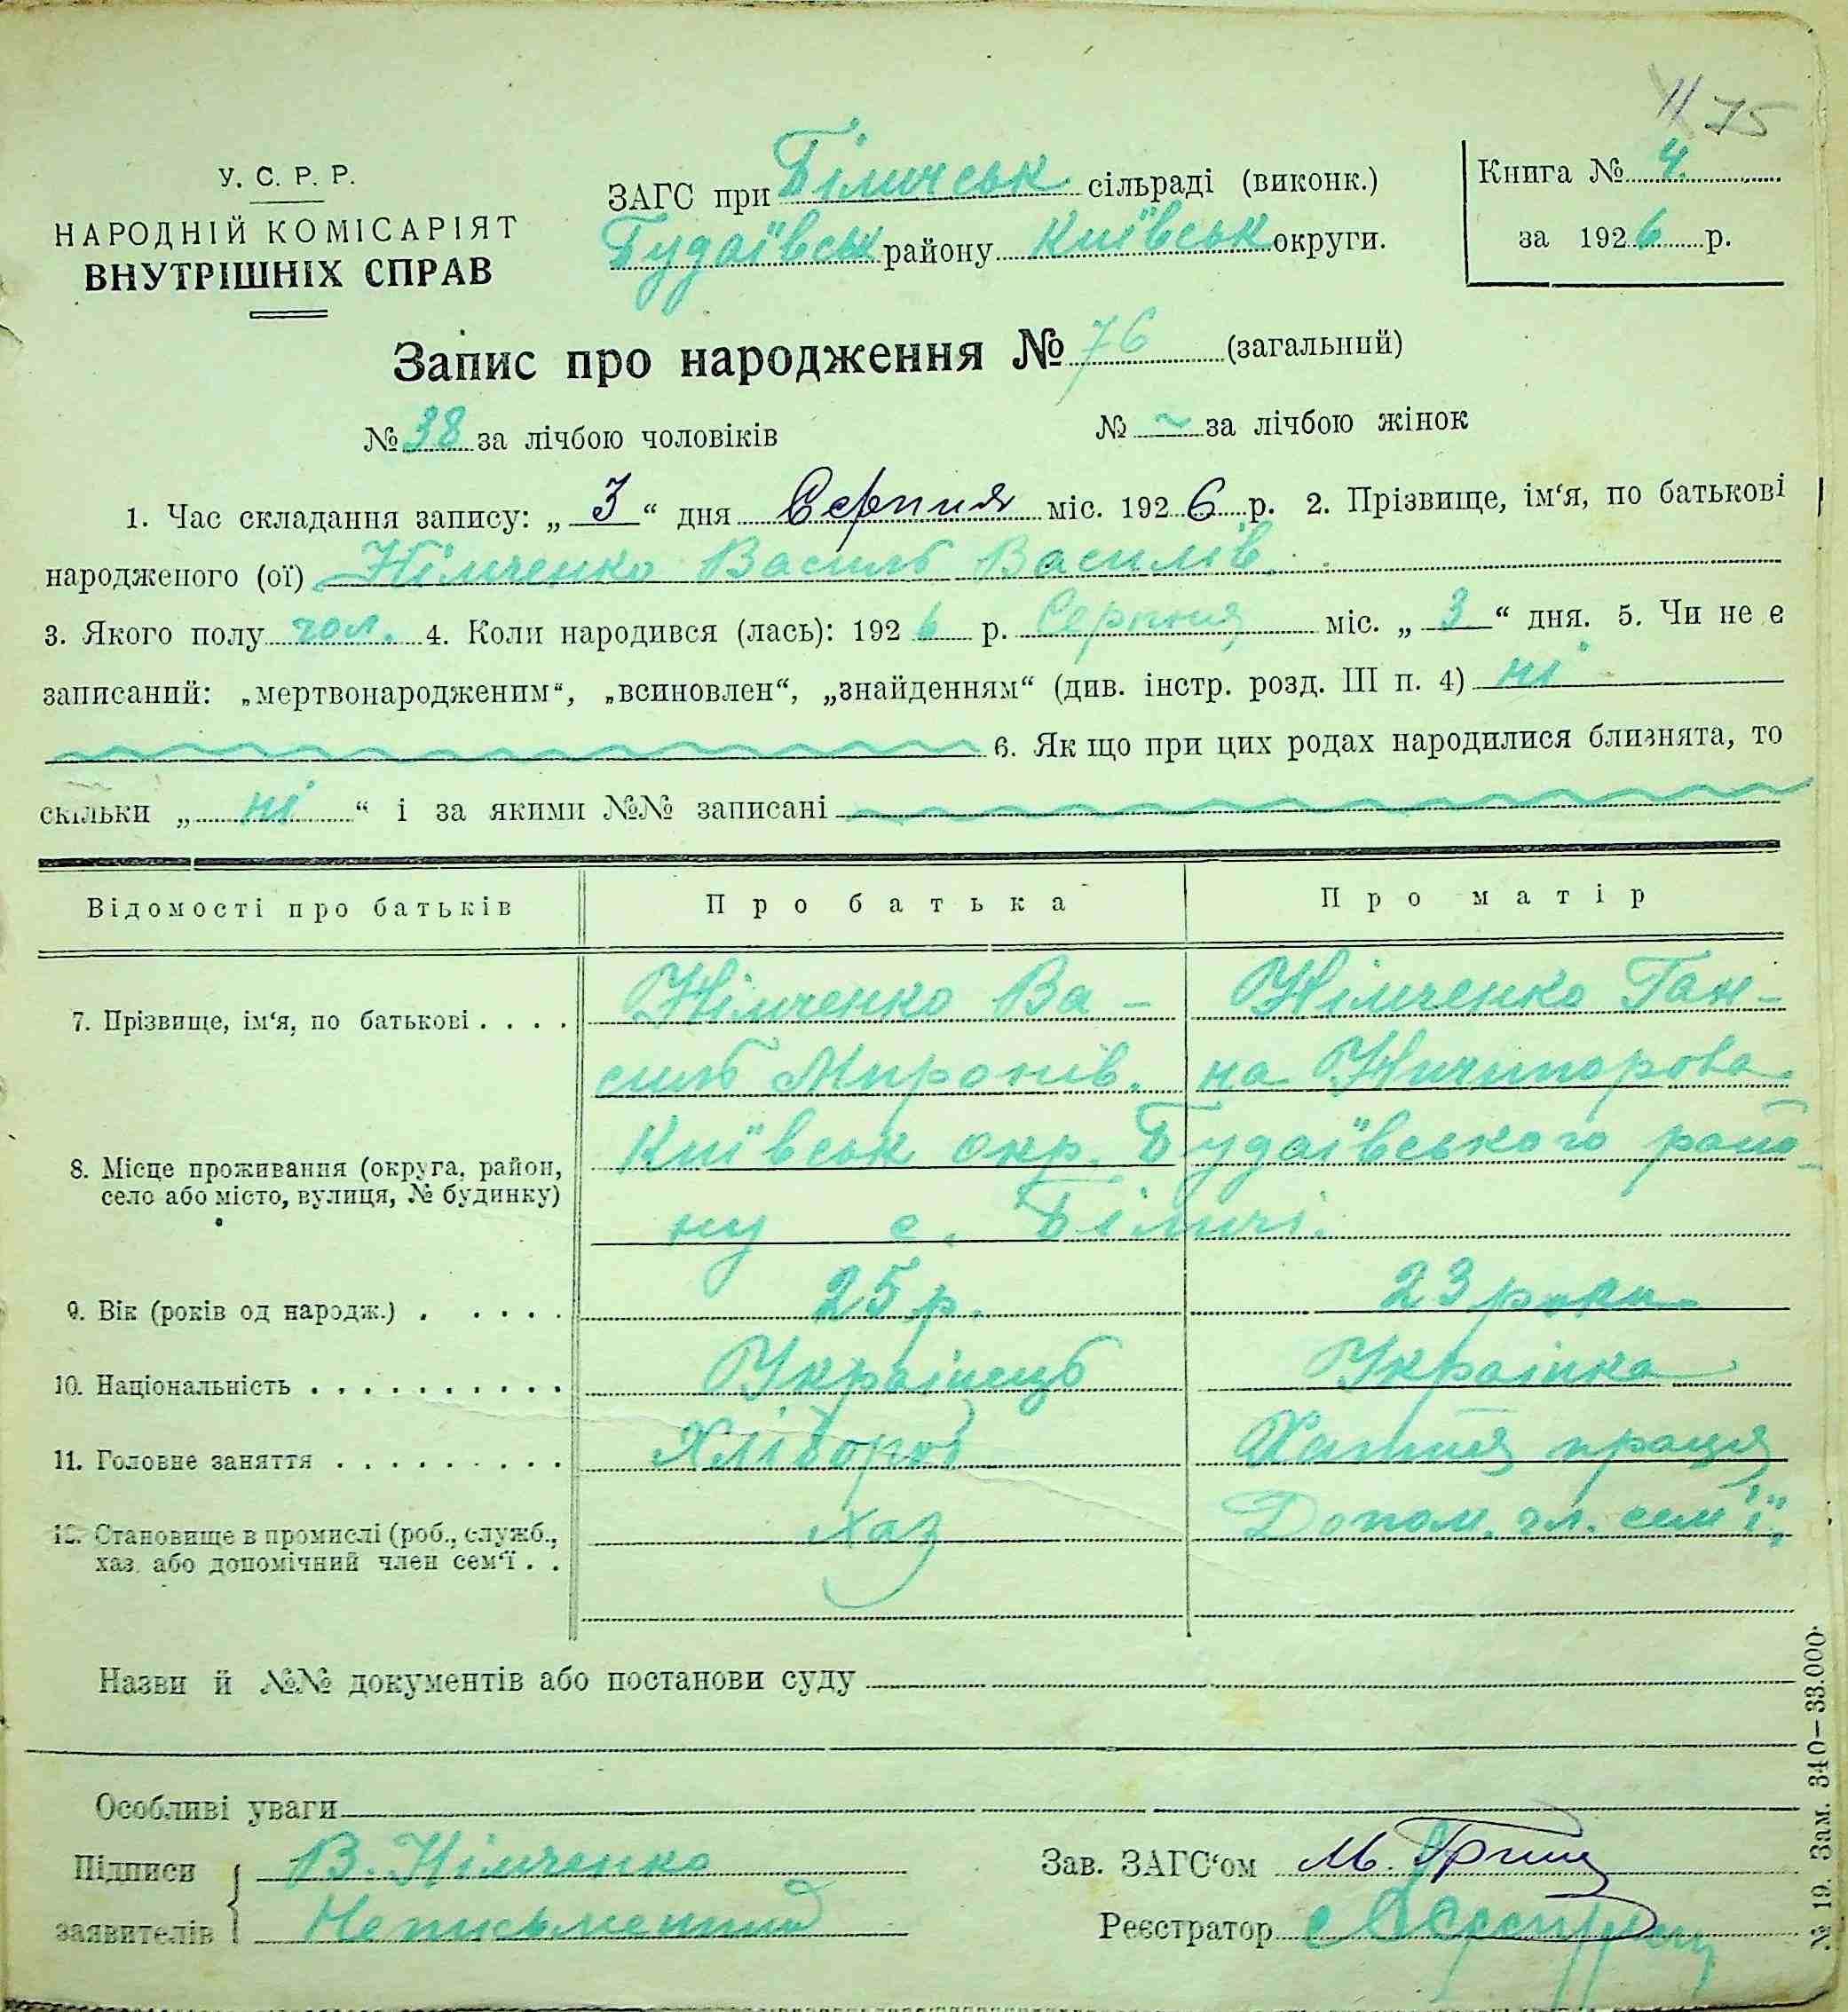 75
У. С. Р. Р.
НАРОДНІЙ КОМІСАРІЯТ
ВНУТРІШНІХ СПРАВ
ЗАГС при Біличськ сільраді (виконк.)
Будаївськ району Київськ округи.
Книга № 4.
за 1926 р.
Запис про народження № 76 (загальний)
№ 38 за лічбою чоловіків № ~ за лічбою жінок
1. Час складання запису: „ 3 “ дня Серпня міс. 1926 р. 2. Прізвище, ім‘я, по батькові
народженого (ої) Німченко Василь Василів.
3. Якого полу чол. 4. Коли народився (лась): 1926 р. Серпня міс. „ 3 “ дня. 5. Чи не є
записаний: „мертвонародженим“, „всиновлен“, „знайденням“ (див. інстр. розд. III п. 4) ні
6. Як що при цих родах народилися близнята, то
скільки „ ні “ і за якими №№ записані
Відомості про батьків Про батька Про матір
7. Прізвище, ім‘я, по батькові . . . . Німченко Ва- Німченко Ган-
силь Миронів. на Ничипорова.
8. Місце проживання (округа, район, Київськ окр. Будаївського райо-
село або місто, вулиця, № будинку)
ну с. Біличі.
9. Вік (років од народж.) . . . . . 25 р. 23 роки
10. Національність . . . . . . . . . . Українець Українка
11. Головне заняття . . . . . . . . . Хлібороб Хатня праця
12. Становище в промислі (роб., служб., хаз Допом. чл. сем'ї
хаз. або допомічний член сем‘ї . .
Назви й №№ документів або постанови суду
Особливі уваги
Підписи В. Німченко
заявителів Неписьменний
Зав. ЗАГС‘ом М.
Реєстратор
№ 19. Зам. 340–33.000.